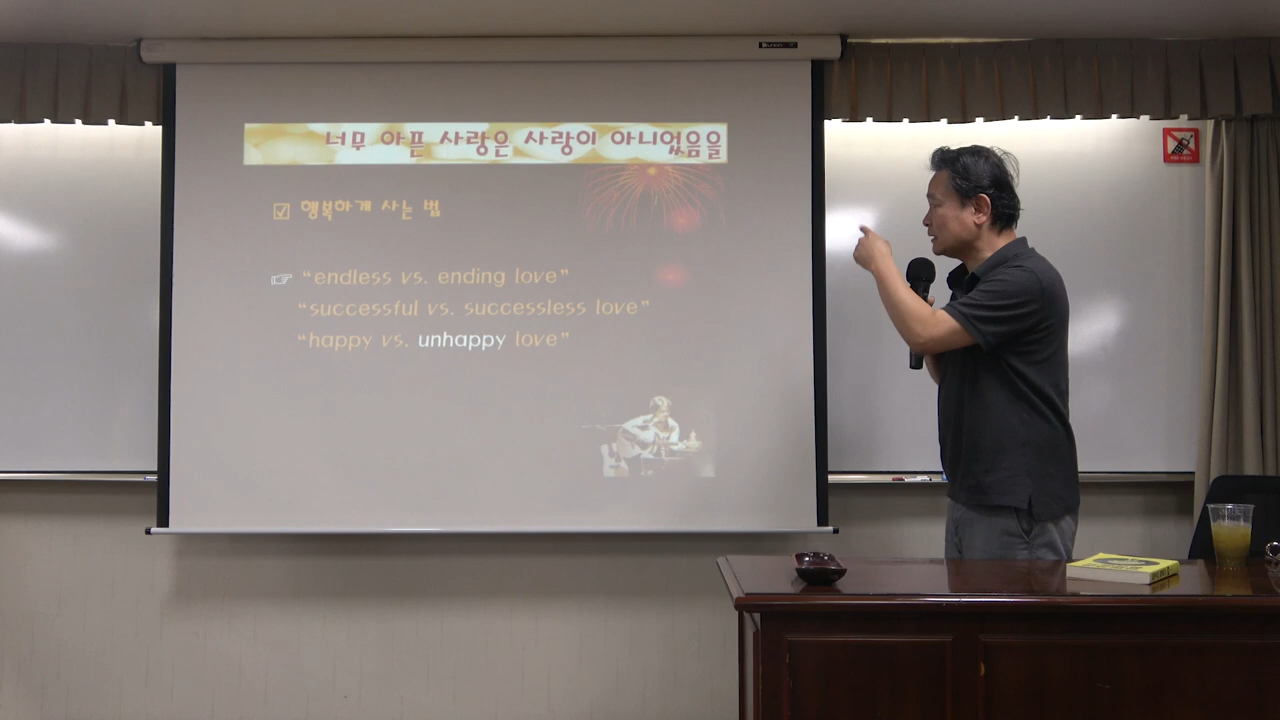 너무 아픈 사랑은 사랑이 아니었음을
☑ 행복하게 사는 법
☞ “endless vs. ending love”
“successful vs. successless love”
“happy vs. unhappy love”